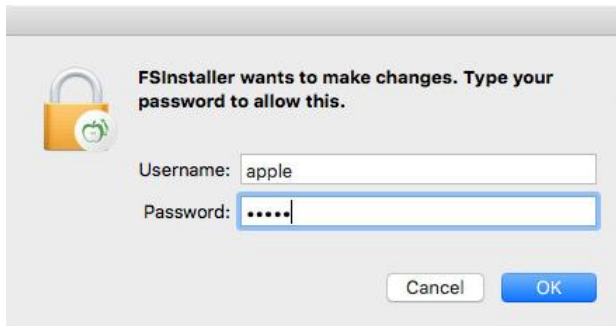 FSInstaller wants to make changes. Type your
password to allow this.
Username: apple
Password: •••••
Cancel OK